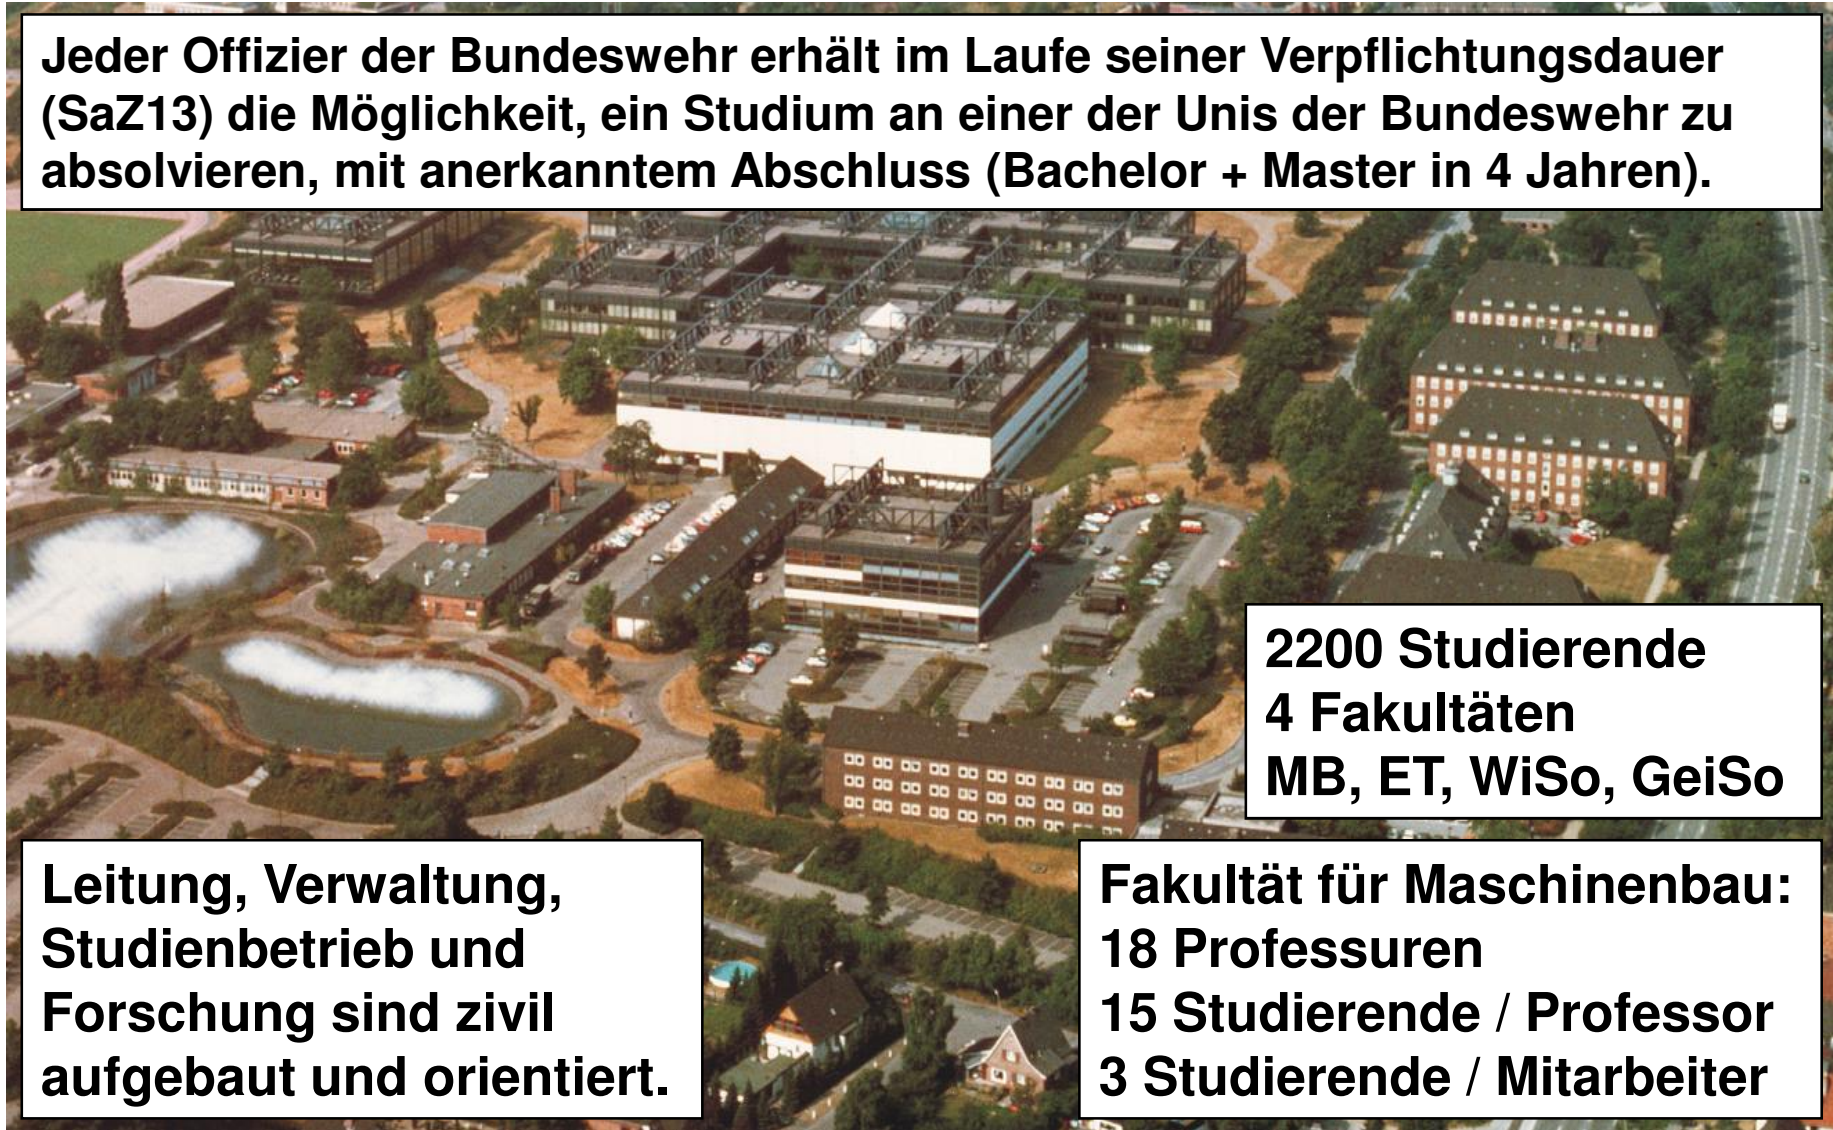 Jeder Offizier der Bundeswehr erhält im Laufe seiner Verpflichtungsdauer
(SaZ13) die Möglichkeit, ein Studium an einer der Unis der Bundeswehr zu
absolvieren, mit anerkanntem Abschluss (Bachelor + Master in 4 Jahren).
2200 Studierende
4 Fakultäten
MB, ET, WiSo, GeiSo
Leitung, Verwaltung,
Studienbetrieb und
Forschung sind zivil
aufgebaut und orientiert.
Fakultät für Maschinenbau:
18 Professuren
15 Studierende / Professor
3 Studierende / Mitarbeiter